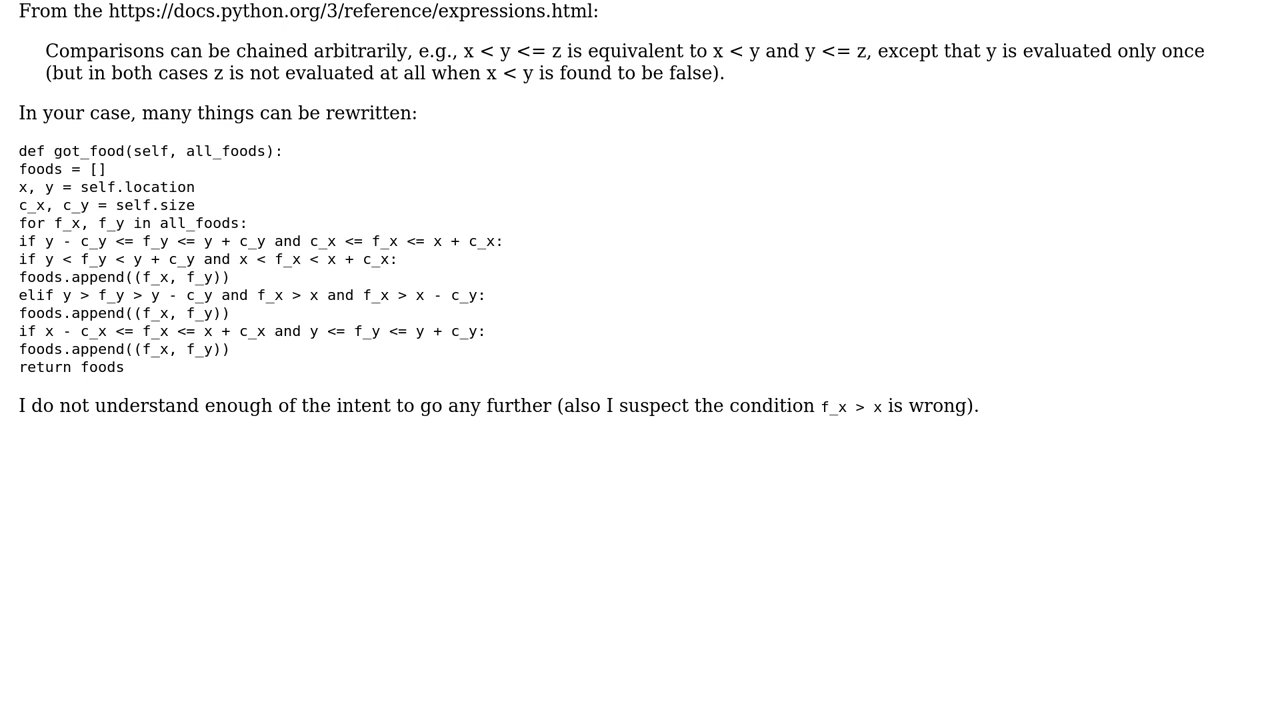 From the https://docs.python.org/3/reference/expressions.html:
Comparisons can be chained arbitrarily, e.g., x < y <= z is equivalent to x < y and y <= z, except that y is evaluated only once
(but in both cases z is not evaluated at all when x < y is found to be false).
In your case, many things can be rewritten:
def got_food(self, all_foods):
foods = []
x, y = self.location
c_x, c_y = self.size
for f_x, f_y in all_foods:
if y - c_y <= f_y <= y + c_y and c_x <= f_x <= x + c_x:
if y < f_y < y + c_y and x < f_x < x + c_x:
foods.append((f_x, f_y))
elif y > f_y > y - c_y and f_x > x and f_x > x - c_y:
foods.append((f_x, f_y))
if x - c_x <= f_x <= x + c_x and y <= f_y <= y + c_y:
foods.append((f_x, f_y))
return foods
I do not understand enough of the intent to go any further (also I suspect the condition f_x > x is wrong).